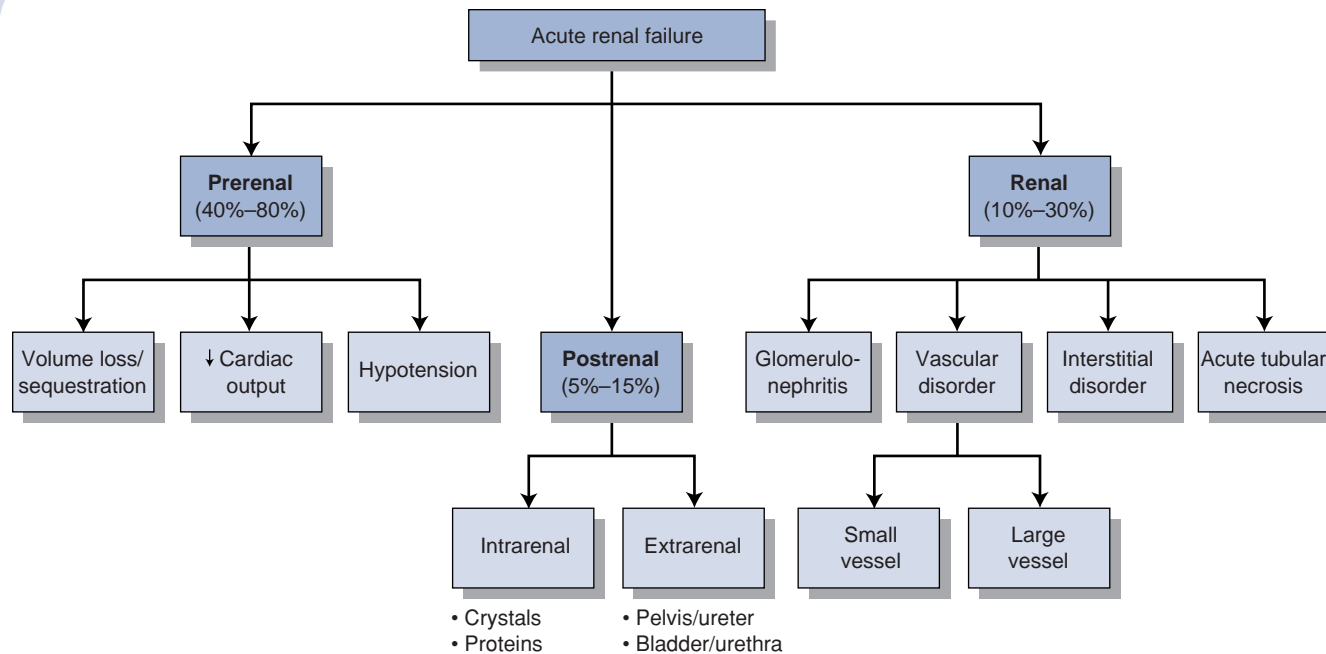 Acute renal failure
Prerenal
(40%–80%)
Renal
(10%–30%)
Volume loss/
sequestration
↓ Cardiac
output
Hypotension
Postrenal
(5%–15%)
Glomerulo-
nephritis
Vascular
disorder
Interstitial
disorder
Acute tubular
necrosis
Intrarenal
Extrarenal
Small
vessel
Large
vessel
• Crystals
• Proteins
• Pelvis/ureter
• Bladder/urethra